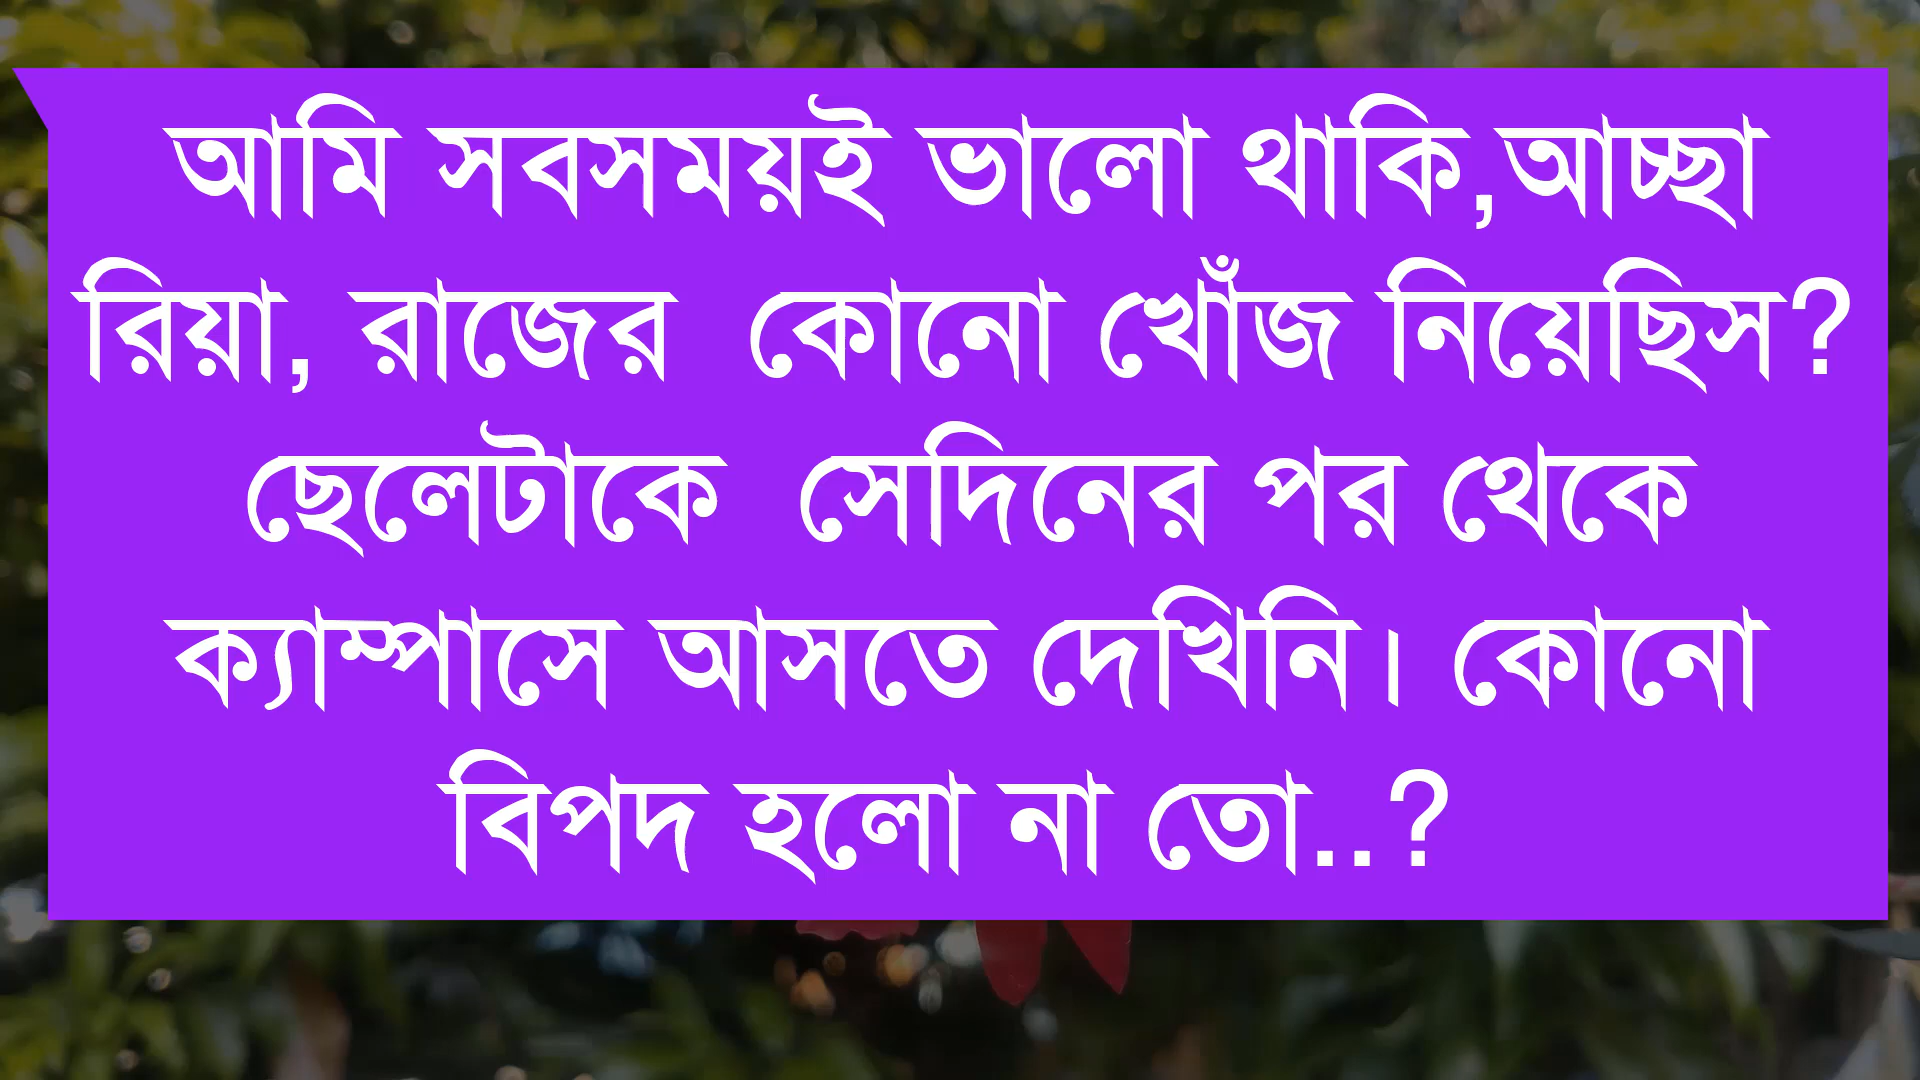 আমি সবসময়ই ভালো থাকি,আচ্ছা
রিয়া, রাজের  কোনো খোঁজ নিয়েছিস?
ছেলেটাকে  সেদিনের পর থেকে
ক্যাম্পাসে আসতে দেখিনি। কোনো
বিপদ হলো না তো..?